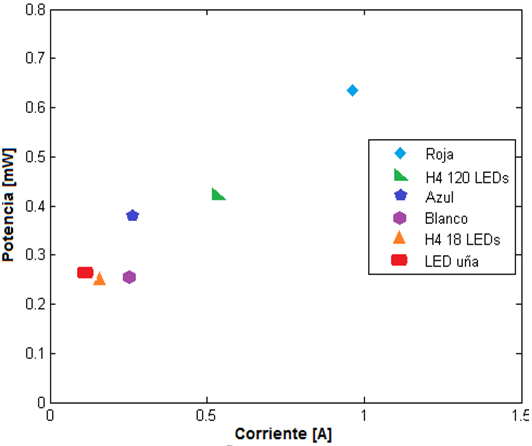 0.8
0.7
0.6
0.5
0.4
0.3
0.2
0.1
0
Potencia [mW]
Roja
H4 120 LEDs
Azul
Blanco
H4 18 LEDs
LED uña
0 0.5 1 1.5
Corriente [A]